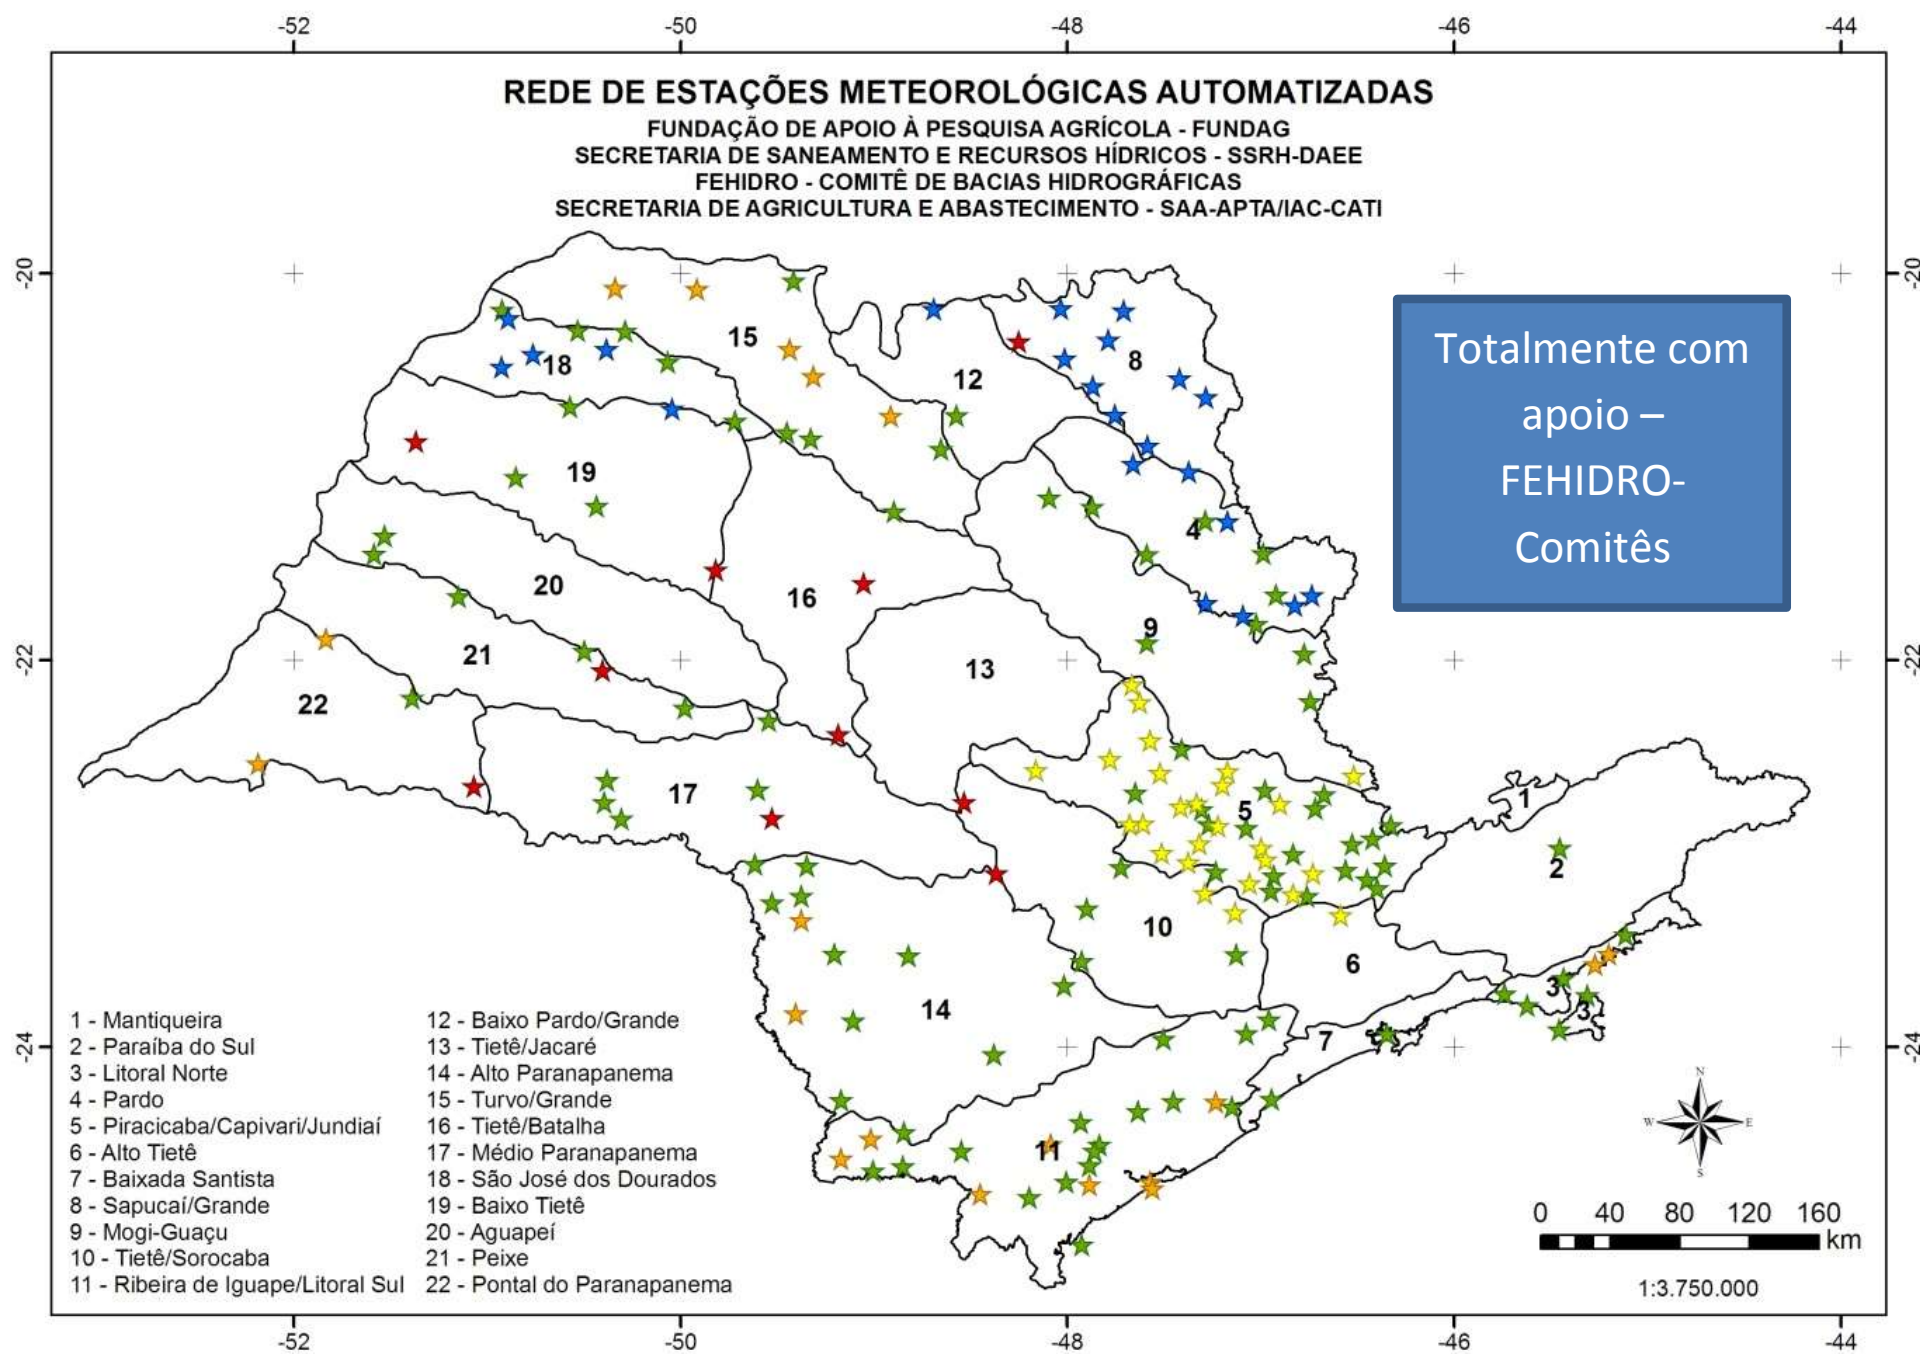 -52 -50 -48 -46 -44
REDE DE ESTAÇÕES METEOROLÓGICAS AUTOMATIZADAS
FUNDAÇÃO DE APOIO À PESQUISA AGRÍCOLA - FUNDAG
SECRETARIA DE SANEAMENTO E RECURSOS HÍDRICOS - SSRH-DAEE
FEHIDRO - COMITÊ DE BACIAS HIDROGRÁFICAS
SECRETARIA DE AGRICULTURA E ABASTECIMENTO - SAA-APTA/IAC-CATI
-20 -20
Totalmente com
apoio –
FEHIDRO-
Comitês
15
18
12
8
19
4
20
16
9
21
13
22
-22 -22
17
5
1
2
10
6
14
3
3
7
11
-24 -24
1 - Mantiqueira
2 - Paraíba do Sul
3 - Litoral Norte
4 - Pardo
5 - Piracicaba/Capivari/Jundiaí
6 - Alto Tietê
7 - Baixada Santista
8 - Sapucaí/Grande
9 - Mogi-Guaçu
10 - Tietê/Sorocaba
11 - Ribeira de Iguape/Litoral Sul
12 - Baixo Pardo/Grande
13 - Tietê/Jacaré
14 - Alto Paranapanema
15 - Turvo/Grande
16 - Tietê/Batalha
17 - Médio Paranapanema
18 - São José dos Dourados
19 - Baixo Tietê
20 - Aguapeí
21 - Peixe
22 - Pontal do Paranapanema
N
W E
S
0 40 80 120 160
km
1:3.750.000
-52 -50 -48 -46 -44